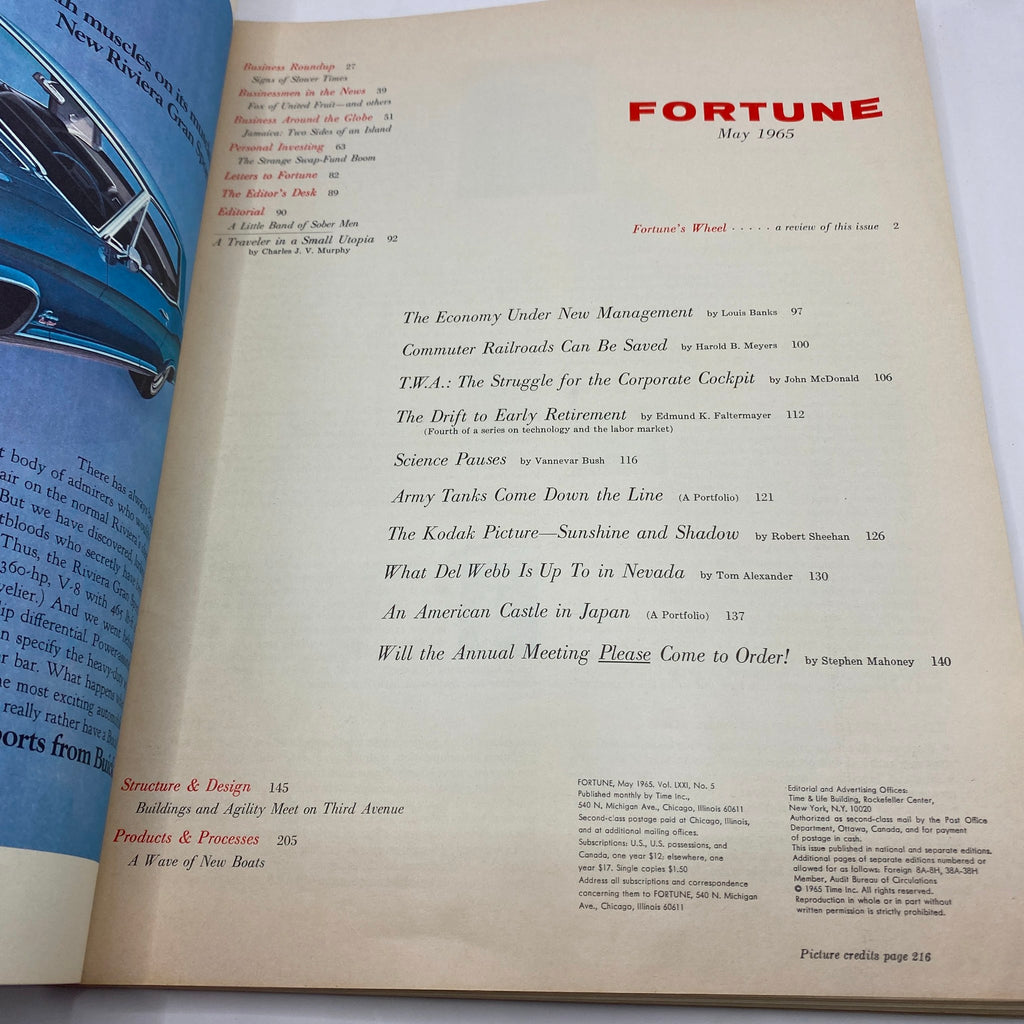 th muscles on its
New Riviera Gran
There has
t body of admirers who
air on the normal Riviera
But we have discovered,
tbloods who secretly
Thus, the Riviera Gran
360-hp, V-8 with 465
velier.) And we went
ip differential. Power
n specify the heavy-duty
r bar. What happens
e most exciting
really rather have a
ports from Buick
Business Roundup 27
Signs of Slower Times
Businessmen in the News 39
Fox of United Fruit—and others
Business Around the Globe 51
Jamaica: Two Sides of an Island
Personal Investing 63
The Strange Swap-Fund Boom
Letters to Fortune 82
The Editor's Desk 89
Editorial 90
A Little Band of Sober Men
A Traveler in a Small Utopia 92
by Charles J. V. Murphy
FORTUNE
May 1965
Fortune's Wheel · · · · · a review of this issue 2
The Economy Under New Management by Louis Banks 97
Commuter Railroads Can Be Saved by Harold B. Meyers 100
T.W.A.: The Struggle for the Corporate Cockpit by John McDonald 106
The Drift to Early Retirement by Edmund K. Faltermayer 112
(Fourth of a series on technology and the labor market)
Science Pauses by Vannevar Bush 116
Army Tanks Come Down the Line (A Portfolio) 121
The Kodak Picture—Sunshine and Shadow by Robert Sheehan 126
What Del Webb Is Up To in Nevada by Tom Alexander 130
An American Castle in Japan (A Portfolio) 137
Will the Annual Meeting Please Come to Order! by Stephen Mahoney 140
Structure & Design 145
Buildings and Agility Meet on Third Avenue
Products & Processes 205
A Wave of New Boats
FORTUNE, May 1965. Vol. LXXI, No. 5
Published monthly by Time Inc.,
540 N. Michigan Ave., Chicago, Illinois 60611
Second-class postage paid at Chicago, Illinois,
and at additional mailing offices.
Subscriptions: U.S., U.S. possessions, and
Canada, one year $12; elsewhere, one
year $17. Single copies $1.50
Address all subscriptions and correspondence
concerning them to FORTUNE, 540 N. Michigan
Ave., Chicago, Illinois 60611
Editorial and Advertising Offices:
Time & Life Building, Rockefeller Center,
New York, N.Y. 10020
Authorized as second-class mail by the Post Office
Department, Ottawa, Canada, and for payment
of postage in cash.
This issue published in national and separate editions.
Additional pages of separate editions numbered or
allowed for as follows: Foreign 8A-8H, 38A-38H
Member, Audit Bureau of Circulations
© 1965 Time Inc. All rights reserved.
Reproduction in whole or in part without
written permission is strictly prohibited.
Picture credits page 216